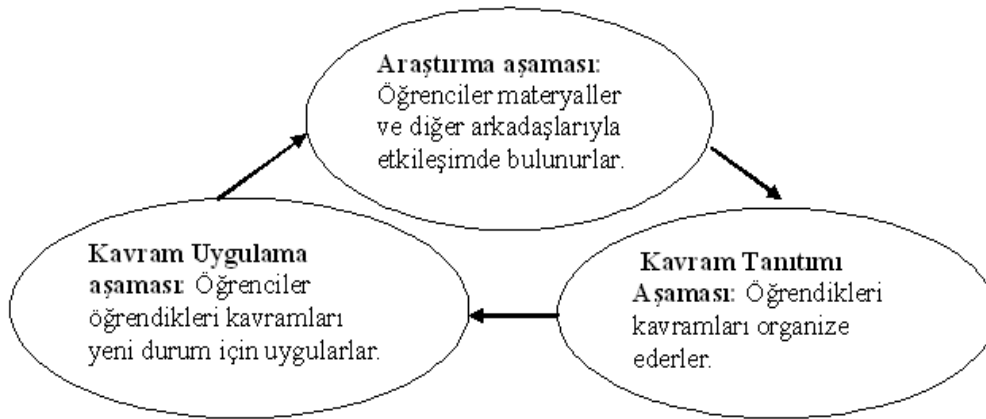 Araştırma aşaması:
Öğrenciler materyaller
ve diğer arkadaşlarıyla
etkileşimde bulunurlar.
Kavram Uygulama
aşaması: Öğrenciler
öğrendikleri kavramları
yeni durum için uygularlar.
Kavram Tanıtımı
Aşaması: Öğrendikleri
kavramları organize
ederler.